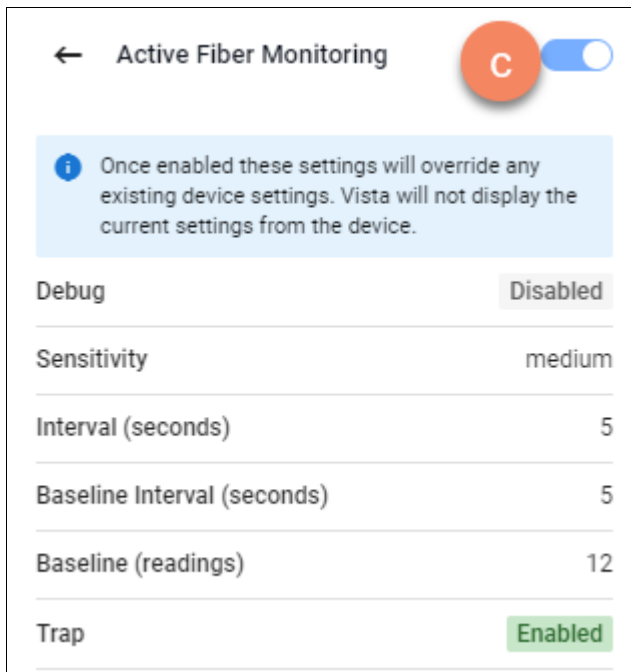 ← Active Fiber Monitoring C
Once enabled these settings will override any
existing device settings. Vista will not display the
current settings from the device.
Debug Disabled
Sensitivity medium
Interval (seconds) 5
Baseline Interval (seconds) 5
Baseline (readings) 12
Trap Enabled